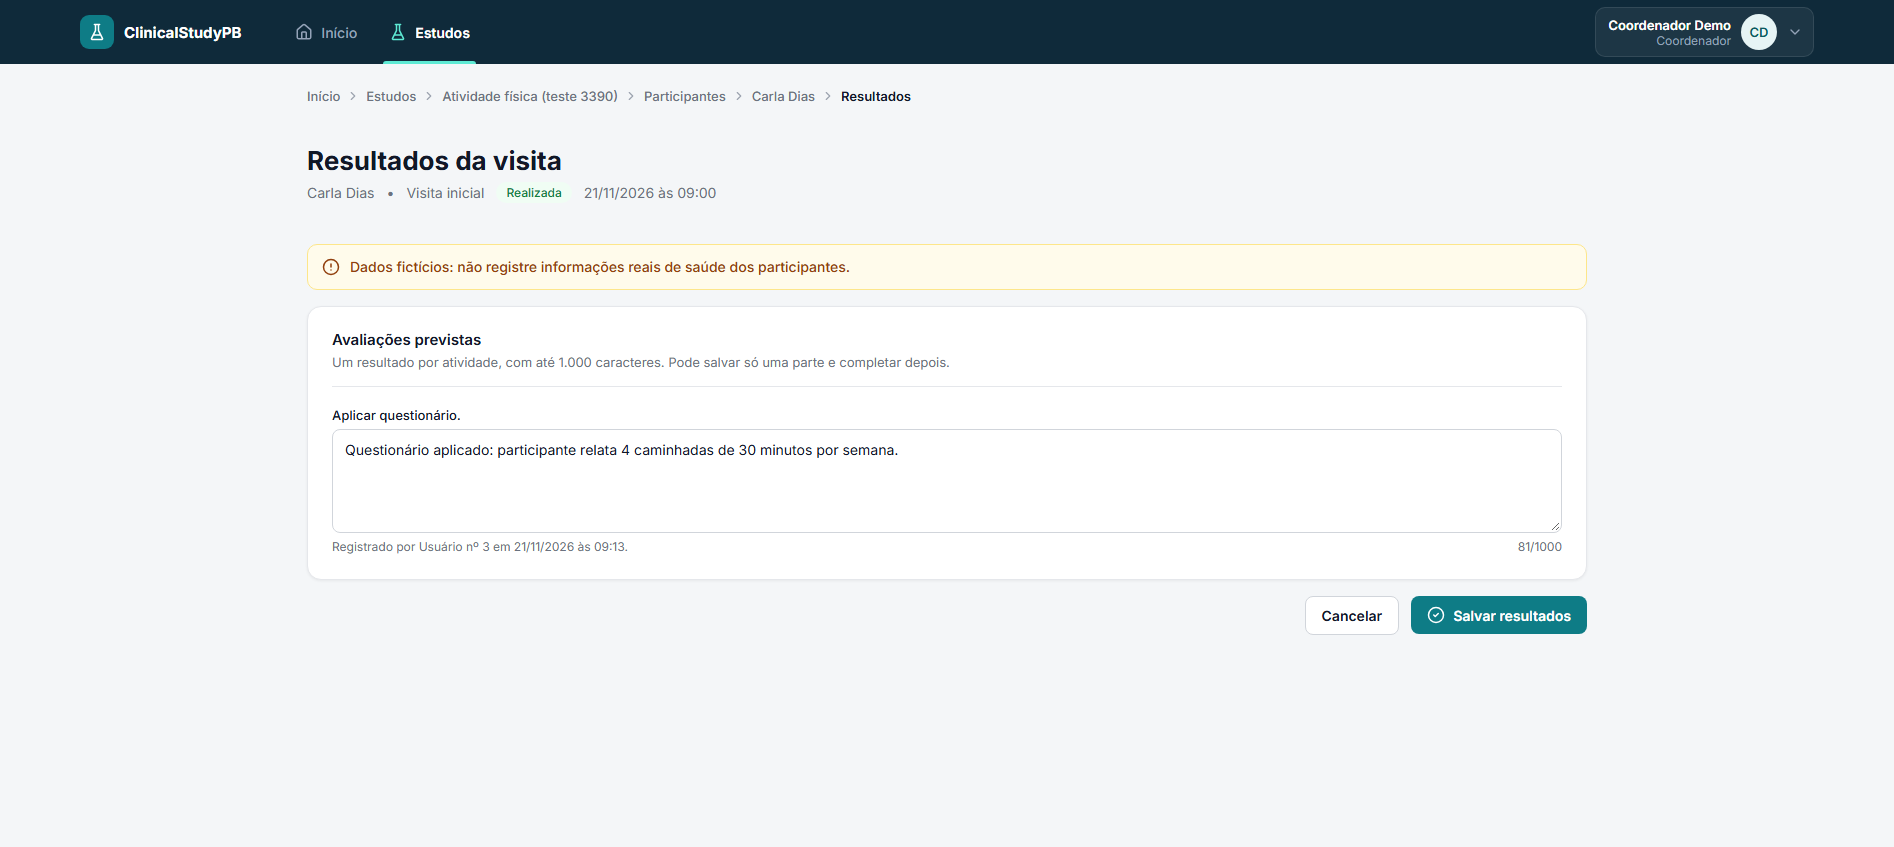 ClinicalStudyPB
Início
Estudos
Coordenador Demo
Coordenador
CD
Início > Estudos > Atividade física (teste 3390) > Participantes > Carla Dias > Resultados
Resultados da visita
Carla Dias • Visita inicial Realizada 21/11/2026 às 09:00
Dados fictícios: não registre informações reais de saúde dos participantes.
Avaliações previstas
Um resultado por atividade, com até 1.000 caracteres. Pode salvar só uma parte e completar depois.
Aplicar questionário.
Questionário aplicado: participante relata 4 caminhadas de 30 minutos por semana.
Registrado por Usuário nº 3 em 21/11/2026 às 09:13.
81/1000
Cancelar
Salvar resultados